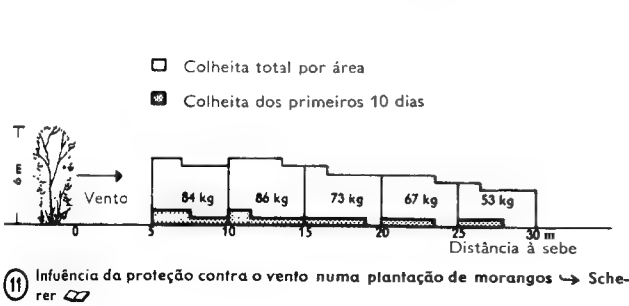 Colheita total por área
Colheita dos primeiros 10 dias
6 m
Vento
84 kg
86 kg
73 kg
67 kg
53 kg
0
5
10
15
20
25
30 m
Distância à sebe
11 Infuência da proteção contra o vento numa plantação de morangos ↪ Sche-
rer